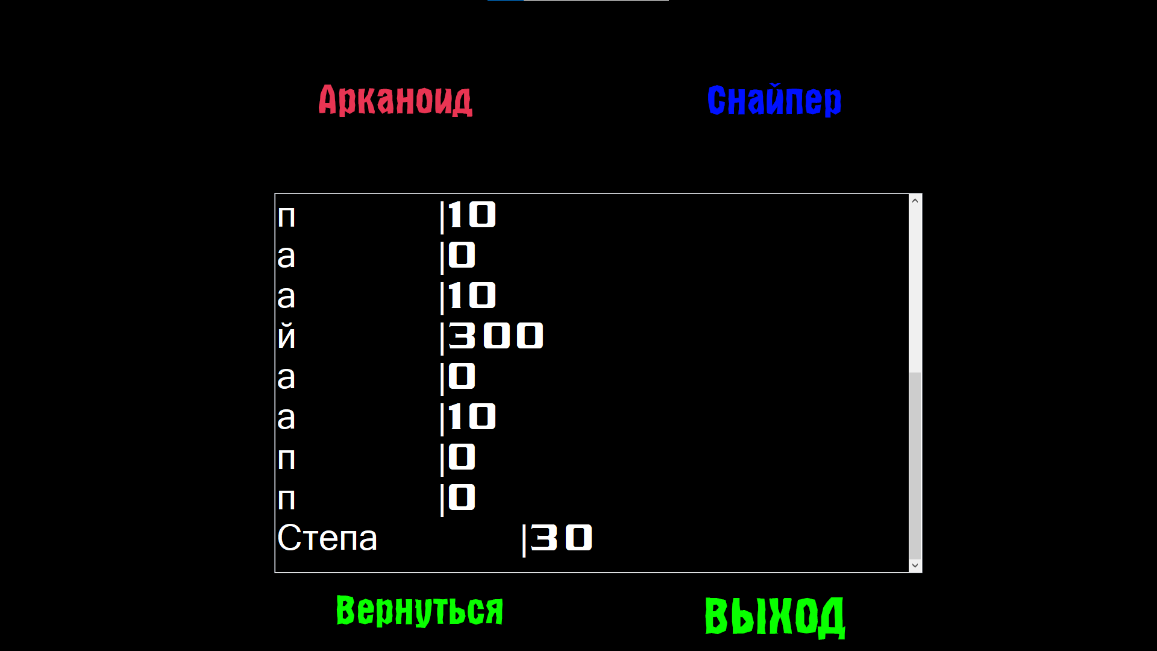 Арканоид Снайпер
п |10
а |0
а |10
й |300
а |0
а |10
п |0
п |0
Степа |30
Вернуться ВЫХОД